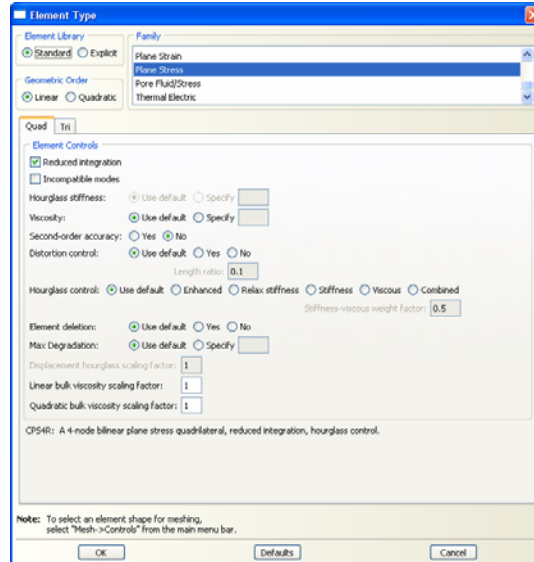 Element Type
Element Library
Standard Explicit
Family
Plane Strain
Plane Stress
Pore Fluid/Stress
Thermal Electric
Geometric Order
Linear Quadratic
Quad Tri
Element Controls
Reduced integration
Incompatible modes
Hourglass stiffness: Use default Specify
Viscosity: Use default Specify
Second-order accuracy: Yes No
Distortion control: Use default Yes No
Length ratio: 0.1
Hourglass control: Use default Enhanced Relax stiffness Stiffness Viscous Combined
Stiffness-viscous weight factor: 0.5
Element deletion: Use default Yes No
Max Degradation: Use default Specify
Displacement hourglass scaling factor: 1
Linear bulk viscosity scaling factor: 1
Quadratic bulk viscosity scaling factor: 1
CPS4R: A 4-node bilinear plane stress quadrilateral, reduced integration, hourglass control.
Note: To select an element shape for meshing,
select "Mesh->Controls" from the main menu bar.
OK Defaults Cancel